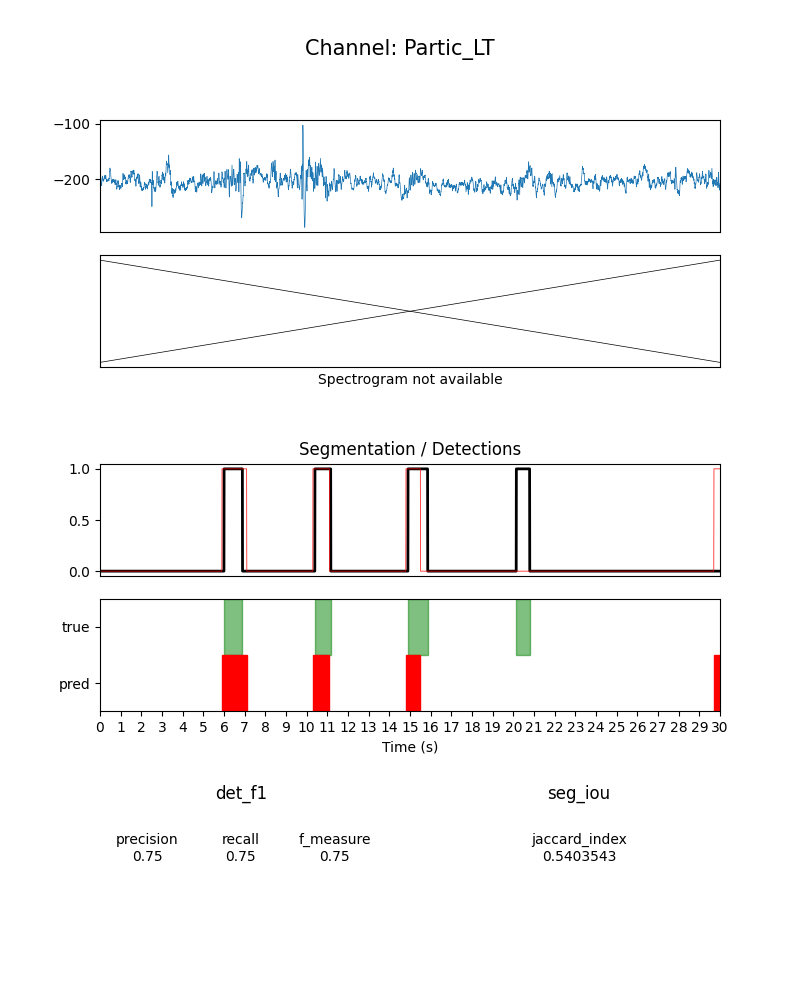 Channel: Partic_LT
−100
−200
Spectrogram not available
Segmentation / Detections
1.0
0.5
0.0
true
pred
0 1 2 3 4 5 6 7 8 9 10 11 12 13 14 15 16 17 18 19 20 21 22 23 24 25 26 27 28 29 30
Time (s)
det_f1 seg_iou
precision recall f_measure jaccard_index
0.75 0.75 0.75 0.5403543